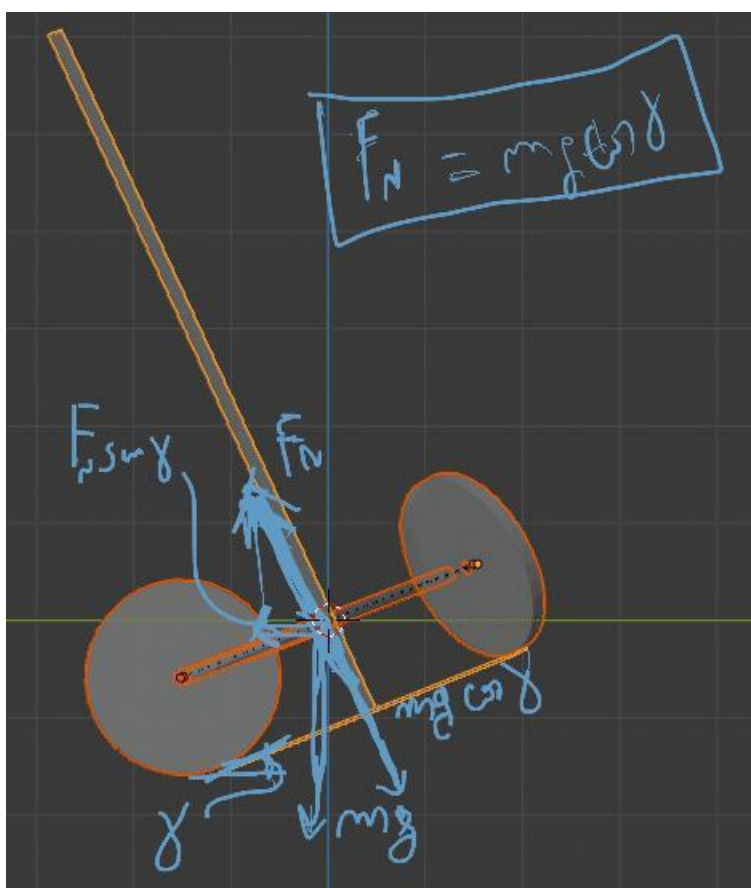 F_N = mg cos γ
F_N sin γ
F_N
mg cos γ
γ
mg